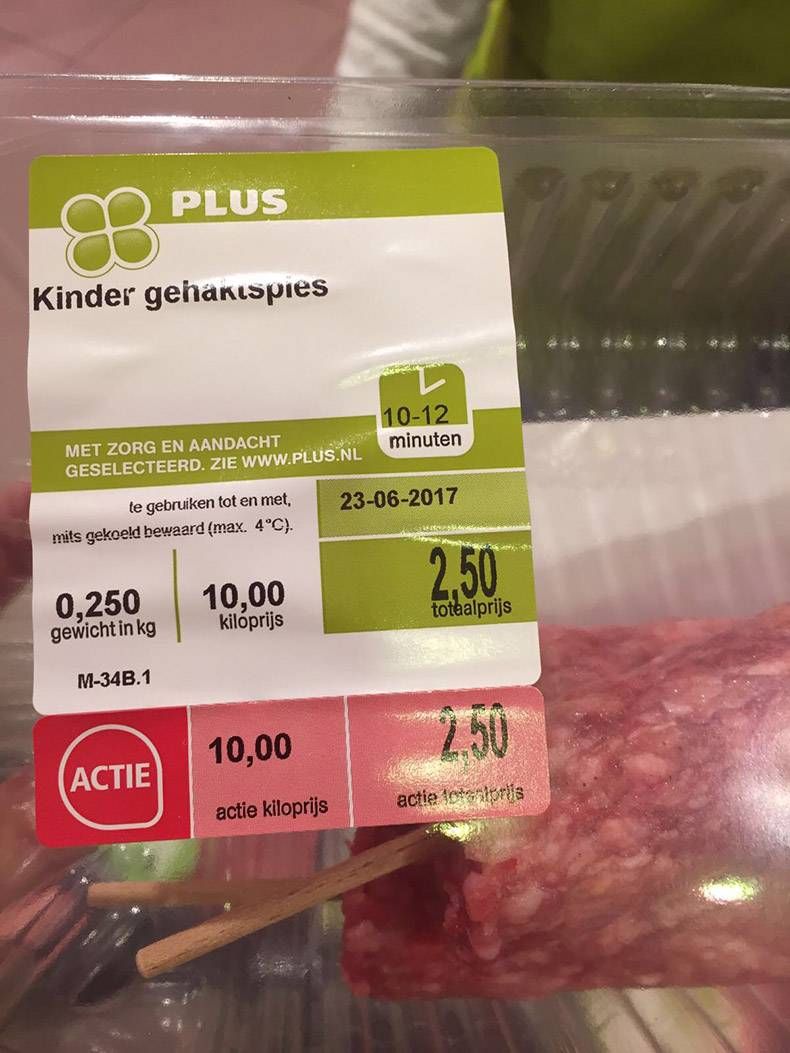 PLUS
Kinder gehaktspies
10-12
minuten
MET ZORG EN AANDACHT
GESELECTEERD. ZIE WWW.PLUS.NL
te gebruiken tot en met,
mits gekoeld bewaard (max. 4°C).
23-06-2017
0,250
gewicht in kg
10,00
kiloprijs
2,50
totaalprijs
M-34B.1
ACTIE
10,00
actie kiloprijs
2,50
actie totaalprijs